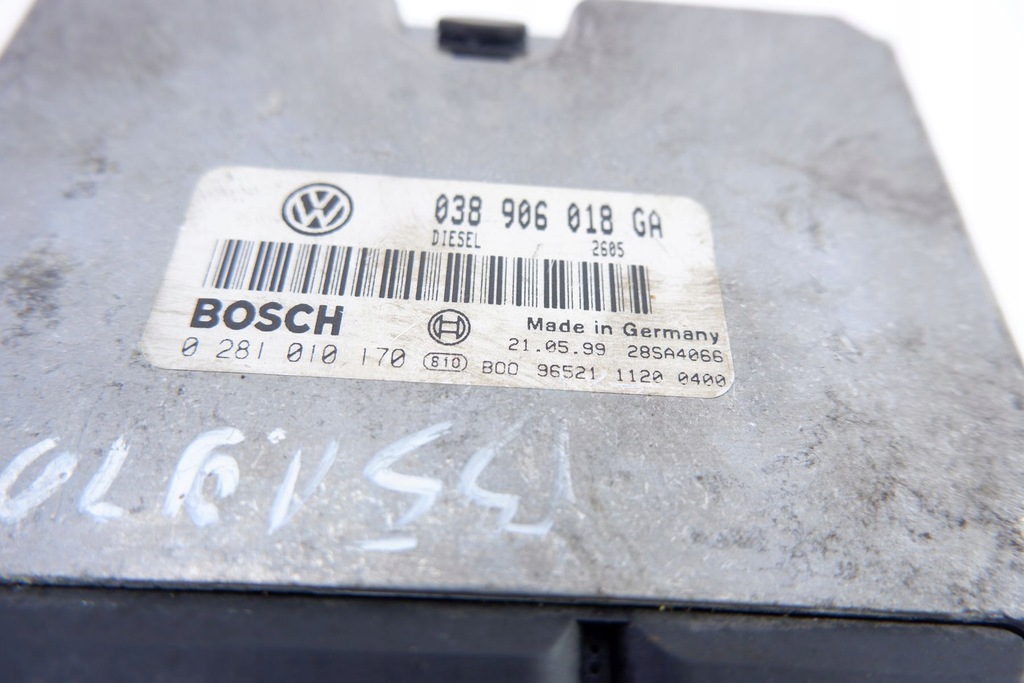 038 906 018 GA
DIESEL 2605
BOSCH Made in Germany
21.05.99 28SA4066
0 281 010 170 810 B00 96521 1120 0400